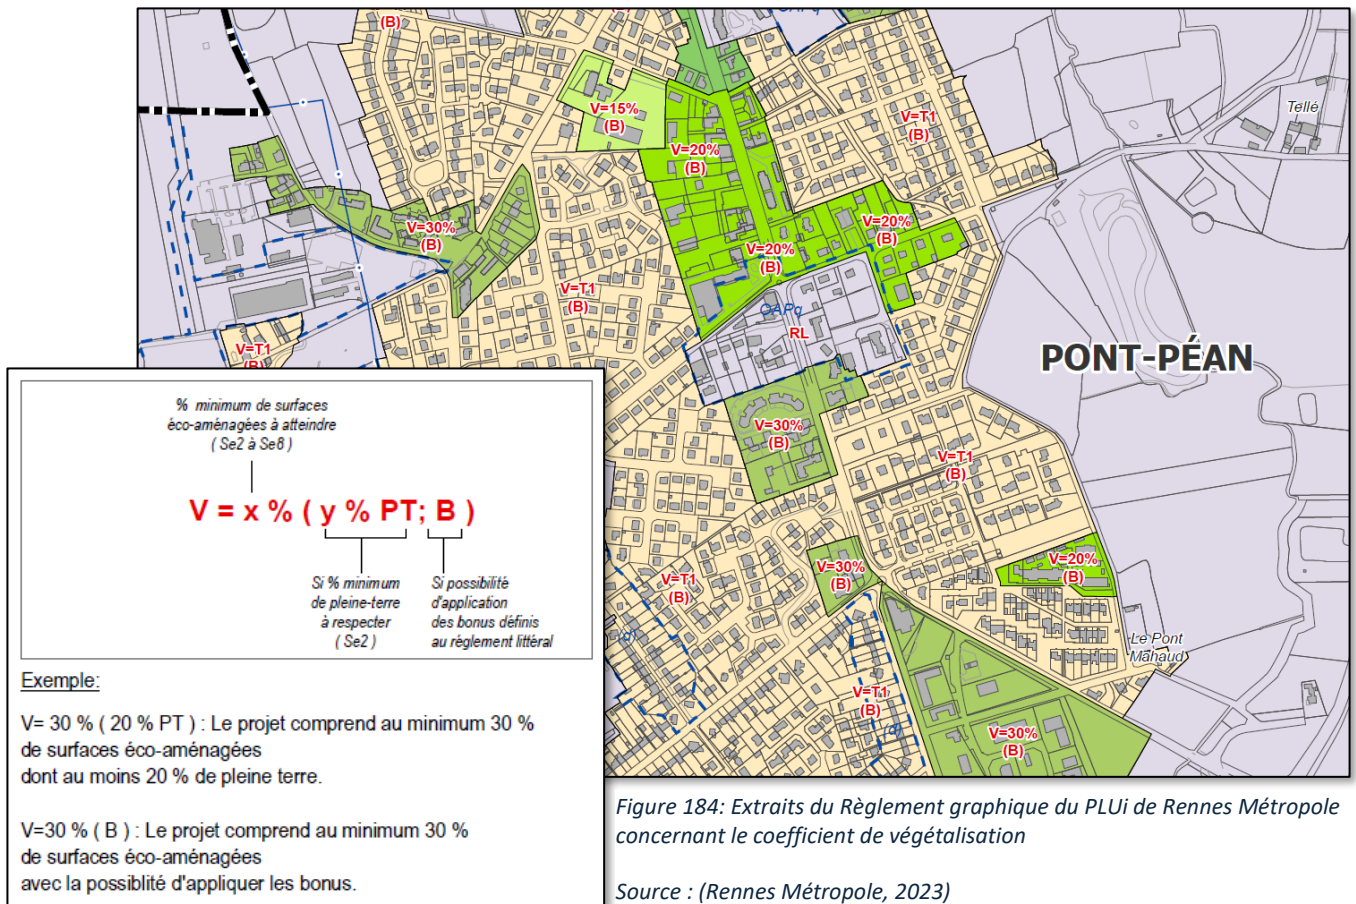 (B)
OAPq
Tellé
V=15%
(B)
V=T1
(B)
V=20%
(B)
V=30%
(B)
V=20%
(B)
V=20%
(B)
V=T1
(B)
OAPq
RL
V=T1
(B)
PONT-PÉAN
V=30%
(B)
V=T1
(B)
V=20%
(B)
V=30%
(B)
V=T1
(B)
(d)
Le Pont
Mahaud
V=T1
(B)
(d)
V=30%
(B)
% minimum de surfaces
éco-aménagées à atteindre
( Se2 à Se8 )
V = x % ( y % PT; B )
Si % minimum
de pleine-terre
à respecter
( Se2 )
Si possibilité
d'application
des bonus définis
au règlement littéral
Exemple:
V= 30 % ( 20 % PT ) : Le projet comprend au minimum 30 %
de surfaces éco-aménagées
dont au moins 20 % de pleine terre.
V=30 % ( B ) : Le projet comprend au minimum 30 %
de surfaces éco-aménagées
avec la possiblité d'appliquer les bonus.
Figure 184: Extraits du Règlement graphique du PLUi de Rennes Métropole
concernant le coefficient de végétalisation
Source : (Rennes Métropole, 2023)